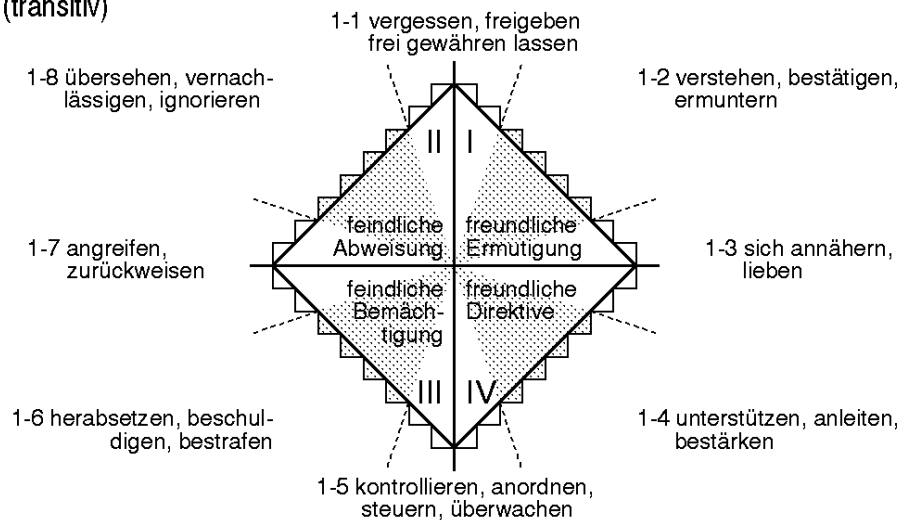 (transitiv)
1-1 vergessen, freigeben
frei gewähren lassen
1-8 übersehen, vernach-
lässigen, ignorieren
1-2 verstehen, bestätigen,
ermuntern
II
I
feindliche
Abweisung
freundliche
Ermutigung
1-7 angreifen,
zurückweisen
1-3 sich annähern,
lieben
feindliche
Bemäch-
tigung
freundliche
Direktive
III
IV
1-6 herabsetzen, beschul-
digen, bestrafen
1-4 unterstützen, anleiten,
bestärken
1-5 kontrollieren, anordnen,
steuern, überwachen